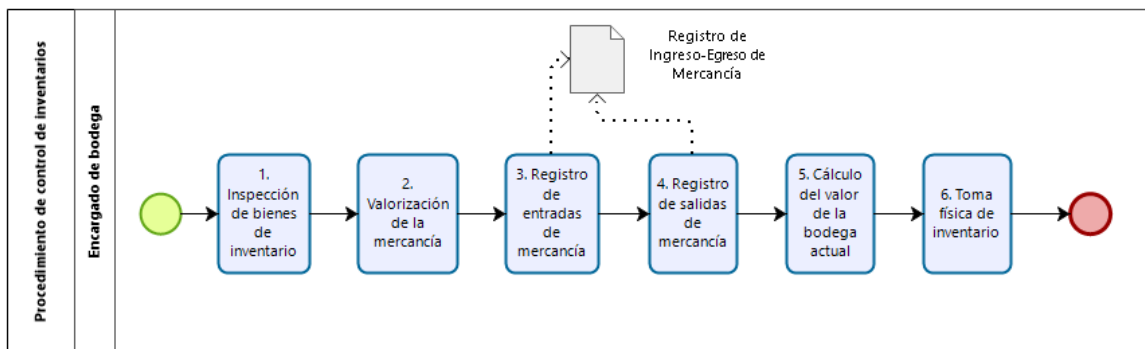 Procedimiento de control de inventarios
Encargado de bodega
Registro de
Ingreso-Egreso de
Mercancía
1.
Inspección
de bienes
de
inventario
2.
Valorización
de la
mercancía
3. Registro
de
entradas
de
mercancía
4. Registro
de salidas
de
mercancía
5. Cálculo
del valor
de la
bodega
actual
6. Toma
física de
inventario